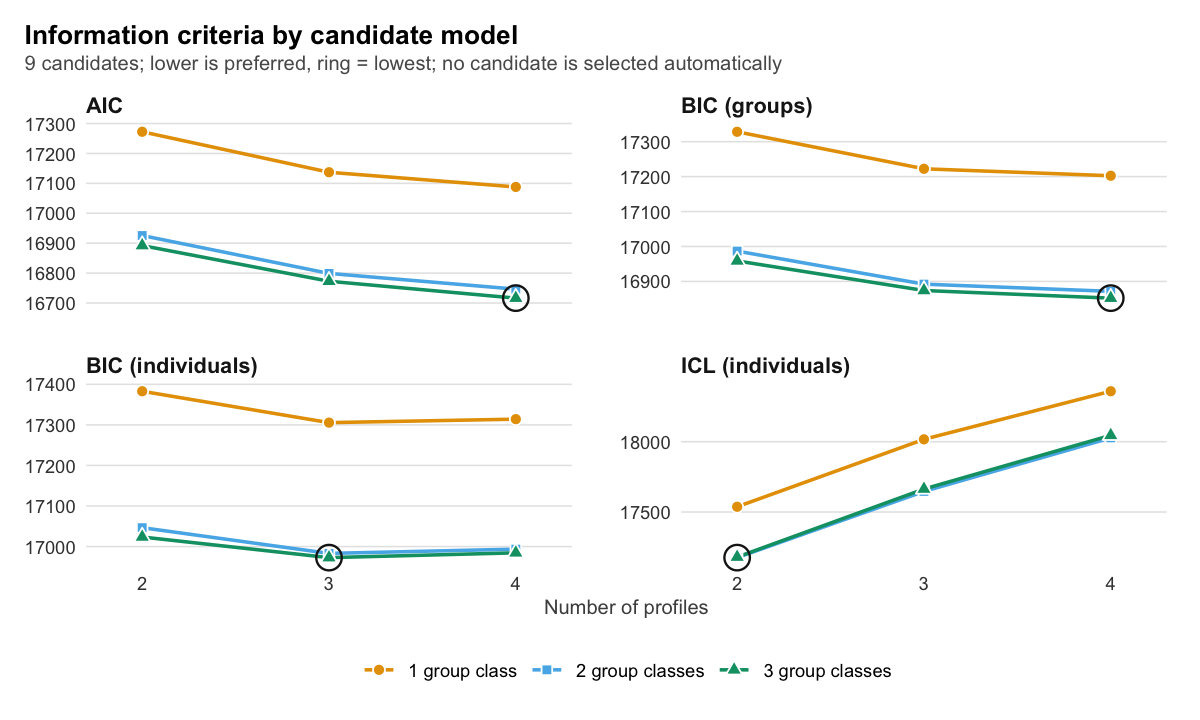 Information criteria by candidate model
9 candidates; lower is preferred, ring = lowest; no candidate is selected automatically
AIC
17300
17200
17100
17000
16900
16800
16700
BIC (groups)
17300
17200
17100
17000
16900
BIC (individuals)
17400
17300
17200
17100
17000
2 3 4
ICL (individuals)
18000
17500
2 3 4
Number of profiles
1 group class 2 group classes 3 group classes